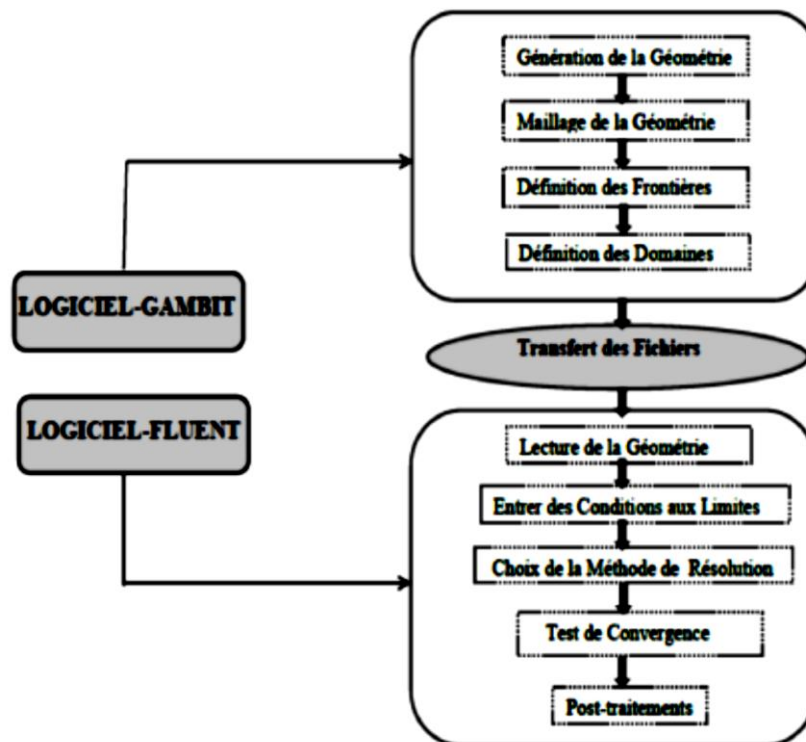 Génération de la Géométrie
Maillage de la Géométrie
Définition des Frontières
Définition des Domaines
LOGICIEL-GAMBIT
Transfert des Fichiers
LOGICIEL-FLUENT
Lecture de la Géométrie
Entrer des Conditions aux Limites
Choix de la Méthode de Résolution
Test de Convergence
Post-traitements